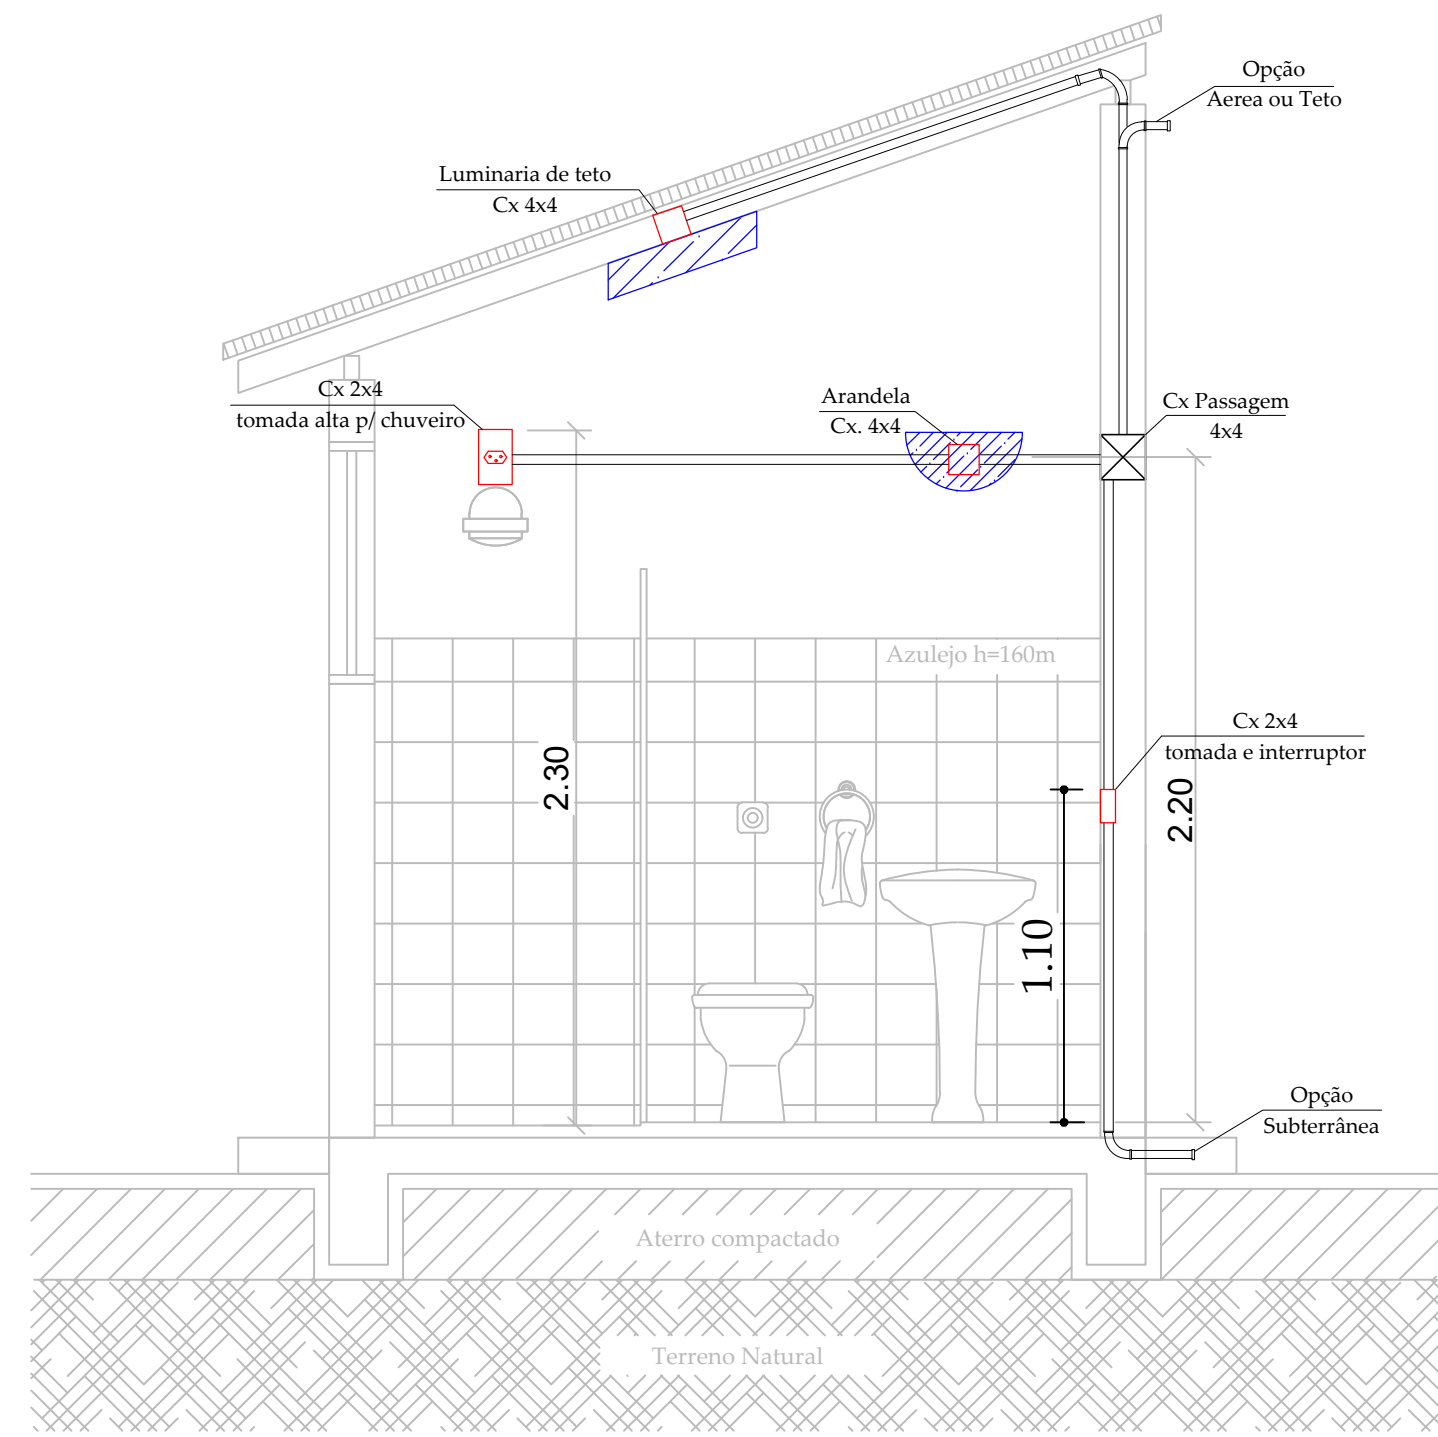 Opção
Aerea ou Teto
Luminaria de teto
Cx 4x4
Cx 2x4
tomada alta p/ chuveiro
Arandela
Cx. 4x4
Cx Passagem
4x4
Azulejo h=160m
Cx 2x4
tomada e interruptor
2.30
2.20
1.10
Opção
Subterrânea
Aterro compactado
Terreno Natural